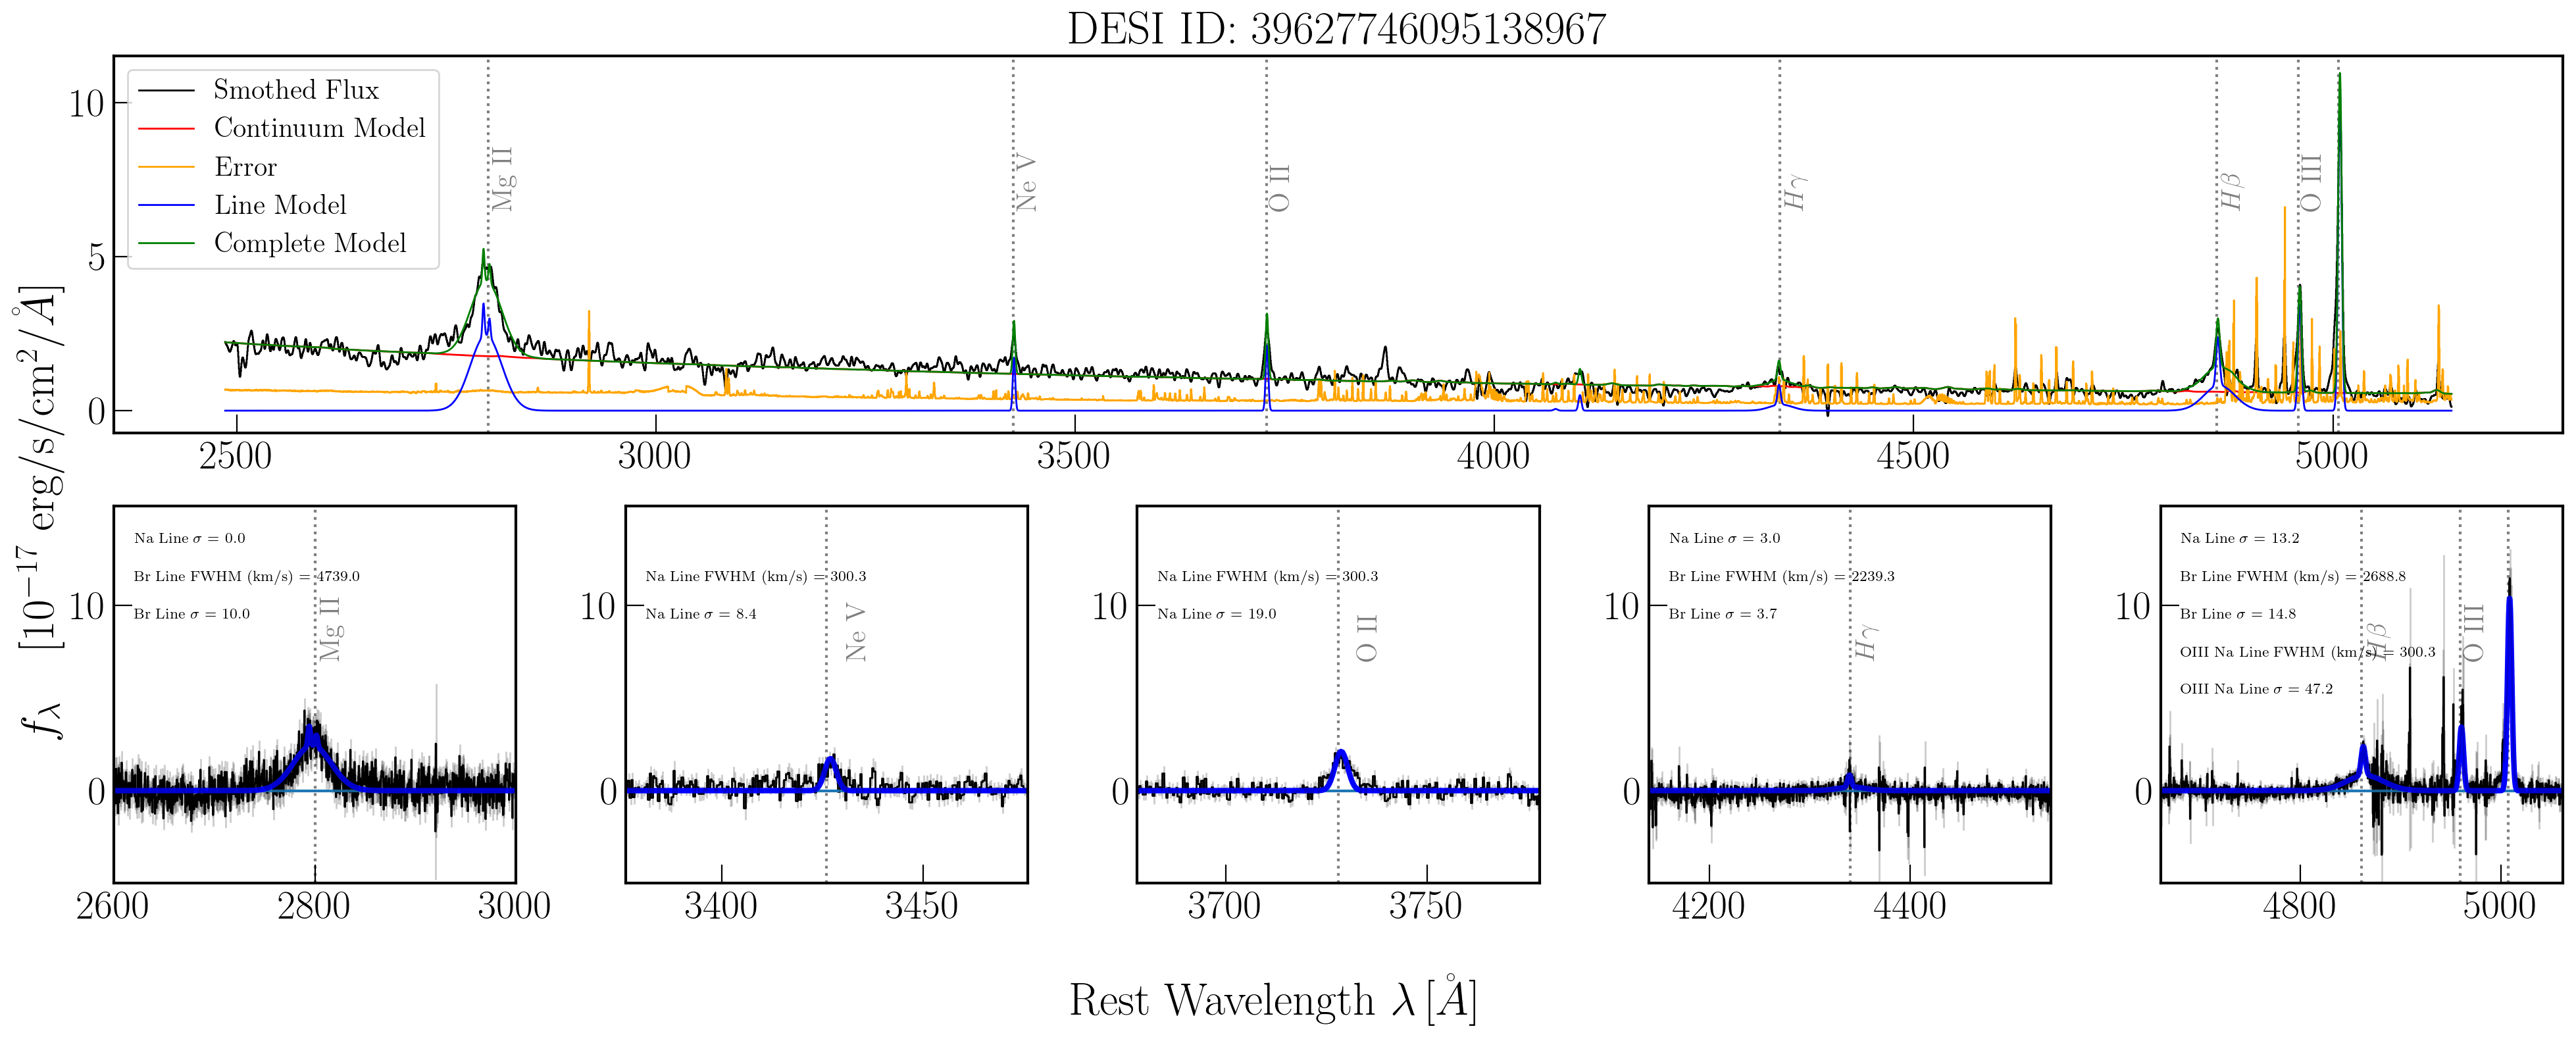 DESI ID: 39627746095138967
Smothed Flux
Continuum Model
Error
Line Model
Complete Model
Mg II
Ne V
O II
Hγ
Hβ
O III
10
5
0
2500 3000 3500 4000 4500 5000
f_λ [10^{-17} erg/s/cm^2/Å]
Na Line σ = 0.0
Br Line FWHM (km/s) = 4739.0
Br Line σ = 10.0
Mg II
10
0
2600 2800 3000
Na Line FWHM (km/s) = 300.3
Na Line σ = 8.4
Ne V
10
0
3400 3450
Na Line FWHM (km/s) = 300.3
Na Line σ = 19.0
O II
10
0
3700 3750
Na Line σ = 3.0
Br Line FWHM (km/s) = 2239.3
Br Line σ = 3.7
Hγ
10
0
4200 4400
Na Line σ = 13.2
Br Line FWHM (km/s) = 2688.8
Br Line σ = 14.8
OIII Na Line FWHM (km/s) = 300.3
OIII Na Line σ = 47.2
Hβ
O III
10
0
4800 5000
Rest Wavelength λ [Å]